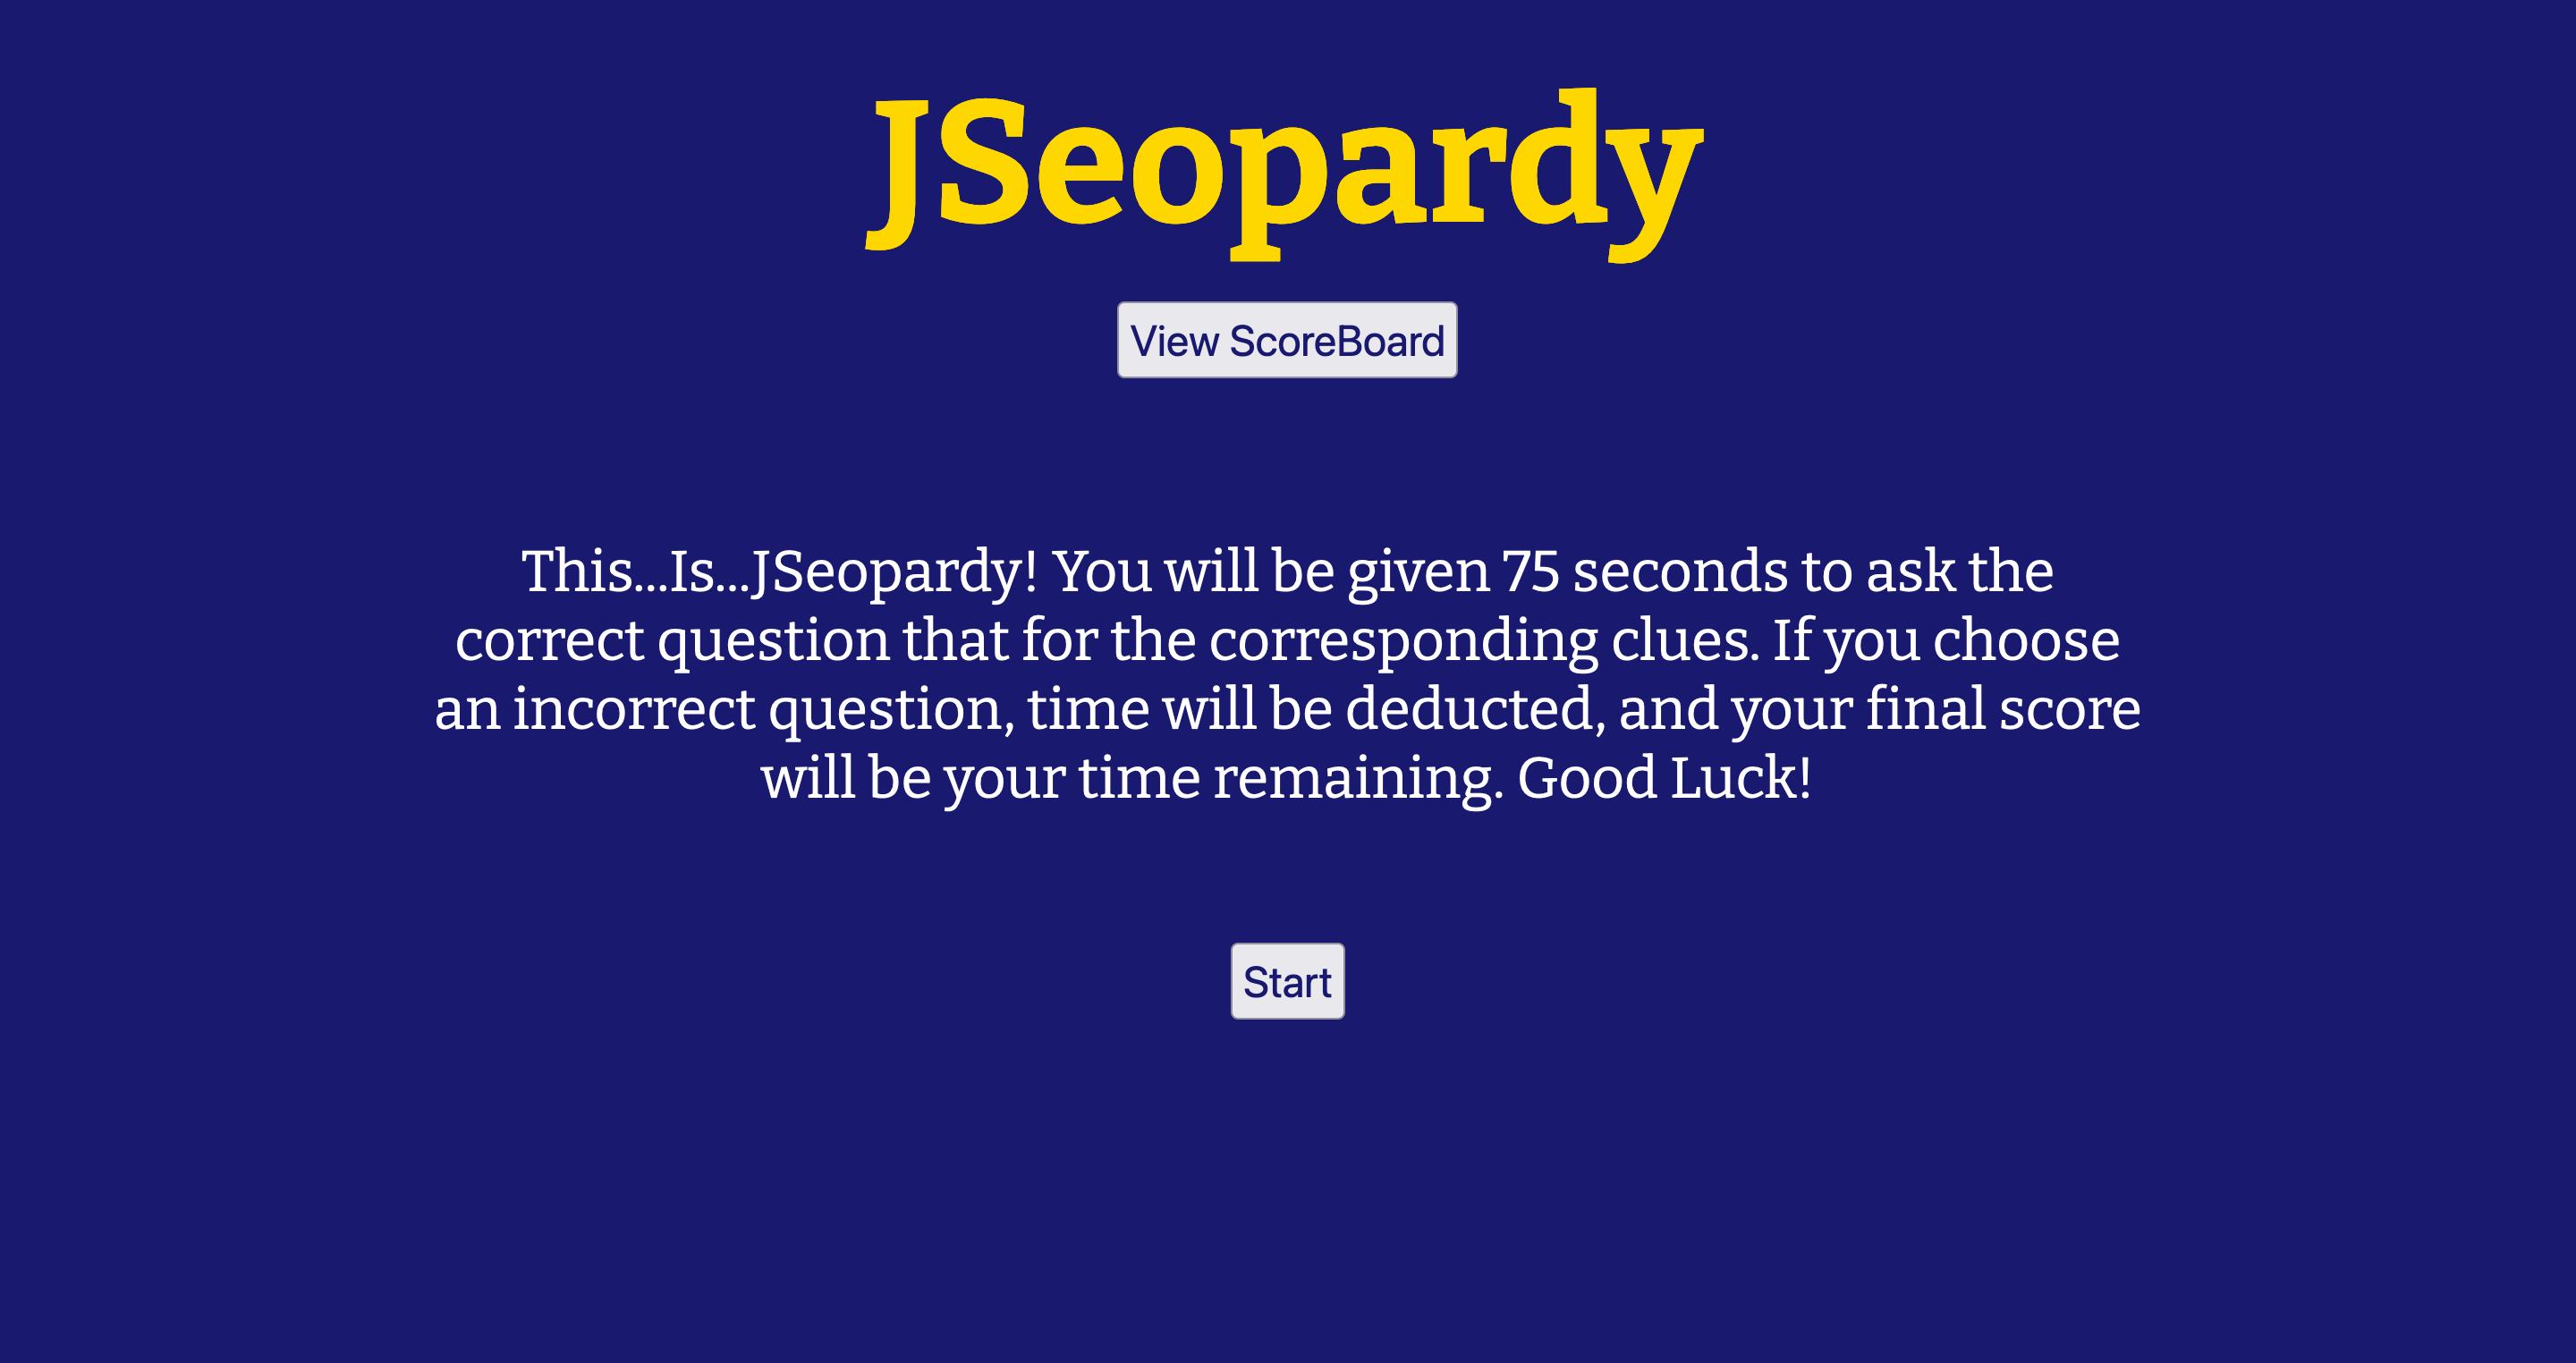 JSeopardy
View ScoreBoard
This...Is...JSeopardy! You will be given 75 seconds to ask the
correct question that for the corresponding clues. If you choose
an incorrect question, time will be deducted, and your final score
will be your time remaining. Good Luck!
Start